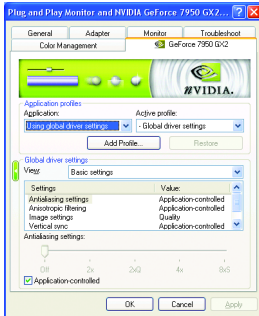 Plug and Play Monitor and NVIDIA GeForce 7950 GX2...
General Adapter Monitor Troubleshoot
Color Management GeForce 7950 GX2
NVIDIA.
Application profiles
Application: Active profile:
Using global driver settings - Global driver settings
Add Profile... Restore
Global driver settings
View: Basic settings
Settings Value:
Antialiasing settings Application-controlled
Anisotropic filtering Application-controlled
Image settings Quality
Vertical sync Application-controlled
Antialiasing settings:
Off 2x 2xQ 4x 8xS
Application-controlled
OK Cancel Apply